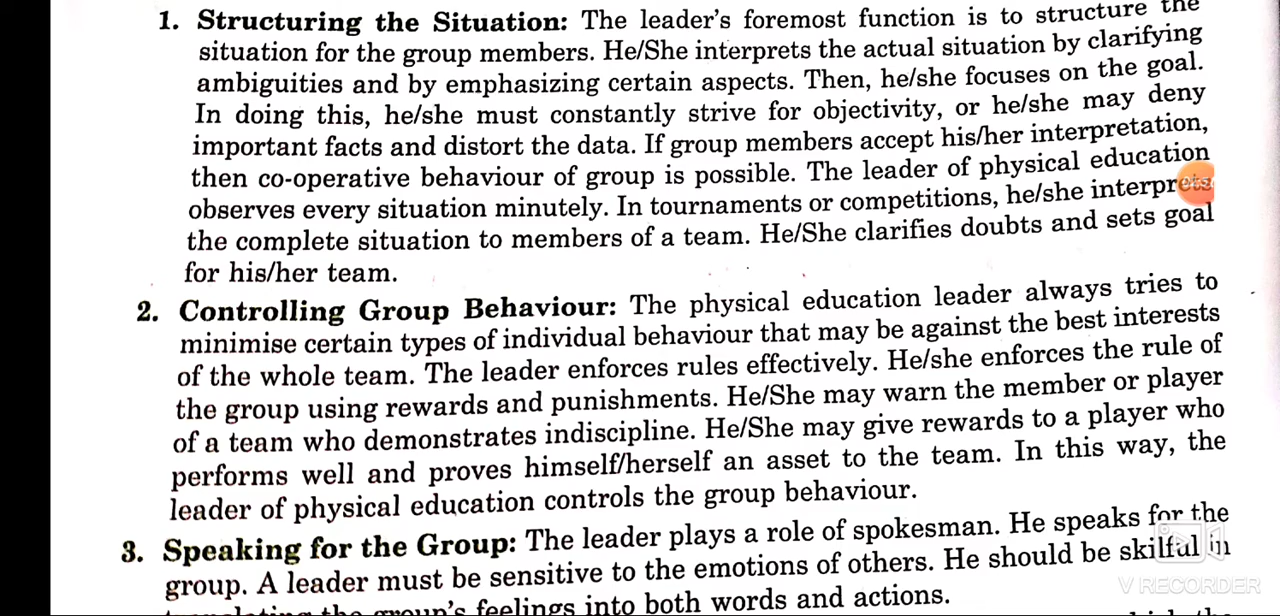 1. Structuring the Situation: The leader's foremost function is to structure the
situation for the group members. He/She interprets the actual situation by clarifying
ambiguities and by emphasizing certain aspects. Then, he/she focuses on the goal.
In doing this, he/she must constantly strive for objectivity, or he/she may deny
important facts and distort the data. If group members accept his/her interpretation,
then co-operative behaviour of group is possible. The leader of physical education
observes every situation minutely. In tournaments or competitions, he/she interprets
the complete situation to members of a team. He/She clarifies doubts and sets goal
for his/her team.
2. Controlling Group Behaviour: The physical education leader always tries to
minimise certain types of individual behaviour that may be against the best interests
of the whole team. The leader enforces rules effectively. He/she enforces the rule of
the group using rewards and punishments. He/She may warn the member or player
of a team who demonstrates indiscipline. He/She may give rewards to a player who
performs well and proves himself/herself an asset to the team. In this way, the
leader of physical education controls the group behaviour.
3. Speaking for the Group: The leader plays a role of spokesman. He speaks for the
group. A leader must be sensitive to the emotions of others. He should be skilful in
the group's feelings into both words and actions.
V RECORDER